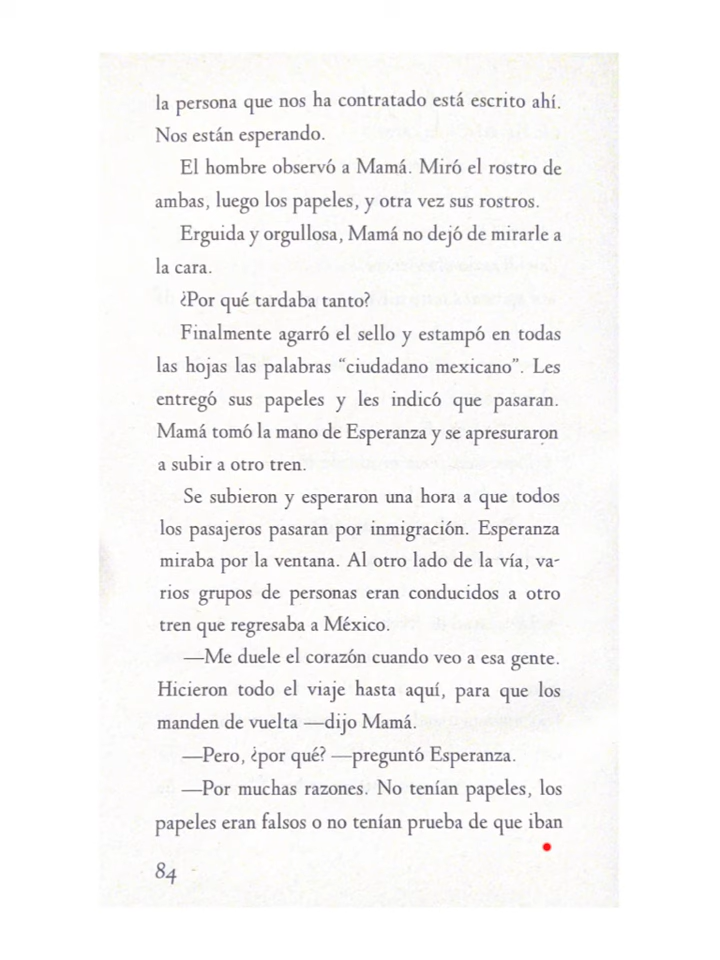 la persona que nos ha contratado está escrito ahí.
Nos están esperando.
El hombre observó a Mamá. Miró el rostro de
ambas, luego los papeles, y otra vez sus rostros.
Erguida y orgullosa, Mamá no dejó de mirarle a
la cara.
¿Por qué tardaba tanto?
Finalmente agarró el sello y estampó en todas
las hojas las palabras “ciudadano mexicano”. Les
entregó sus papeles y les indicó que pasaran.
Mamá tomó la mano de Esperanza y se apresuraron
a subir a otro tren.
Se subieron y esperaron una hora a que todos
los pasajeros pasaran por inmigración. Esperanza
miraba por la ventana. Al otro lado de la vía, va-
rios grupos de personas eran conducidos a otro
tren que regresaba a México.
—Me duele el corazón cuando veo a esa gente.
Hicieron todo el viaje hasta aquí, para que los
manden de vuelta —dijo Mamá.
—Pero, ¿por qué? —preguntó Esperanza.
—Por muchas razones. No tenían papeles, los
papeles eran falsos o no tenían prueba de que iban
84